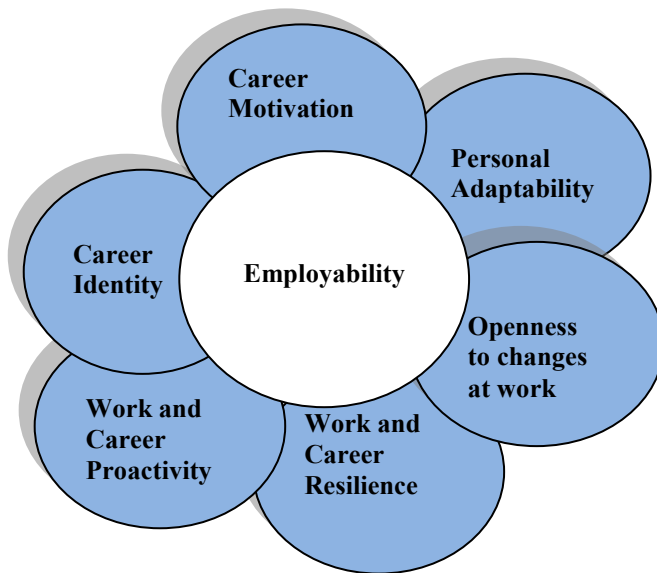 Career
Motivation
Personal
Adaptability
Career
Identity
Employability
Openness
to changes
at work
Work and
Career
Proactivity
Work and
Career
Resilience